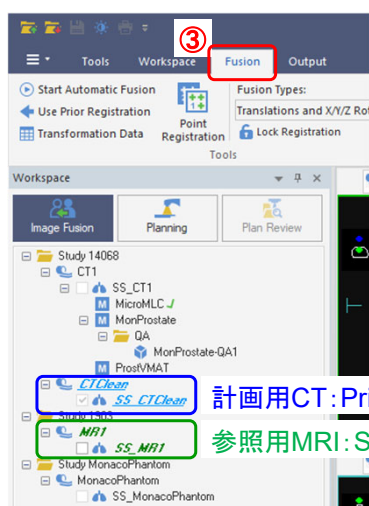 ③
Tools Workspace Fusion Output
Start Automatic Fusion
Use Prior Registration
Transformation Data
Point
Registration
Fusion Types:
Translations and X/Y/Z Rot
Lock Registration
Tools
Workspace
Image Fusion Planning Plan Review
Study 14068
CT1
SS_CT1
M MicroMLC
M MonProstate
QA
MonProstate-QA1
M ProstVMAT
CTClean
SS_CTClean
計画用CT:Pri
Study 1903
MR1
SS_MR1
参照用MRI:S
Study MonacoPhantom
MonacoPhantom
SS_MonacoPhantom